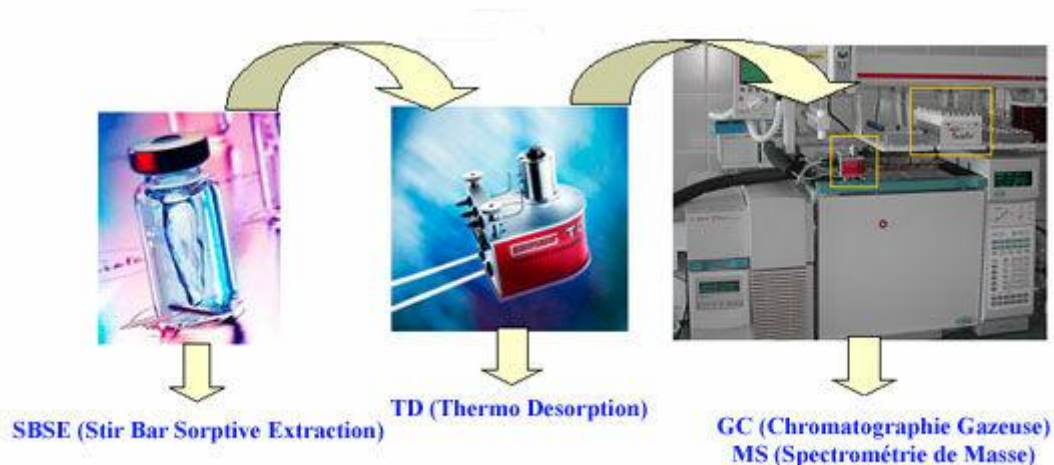 SBSE (Stir Bar Sorptive Extraction)
TD (Thermo Desorption)
GC (Chromatographie Gazeuse)
MS (Spectrométrie de Masse)